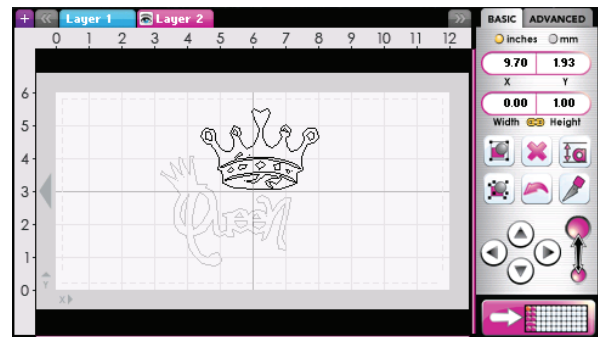 + << Layer 1 Layer 2 >> BASIC ADVANCED
0 1 2 3 4 5 6 7 8 9 10 11 12
inches mm
9.70 1.93
X Y
0.00 1.00
Width Height
6
5
4
3
2
1
0
Queen
Y
X
a